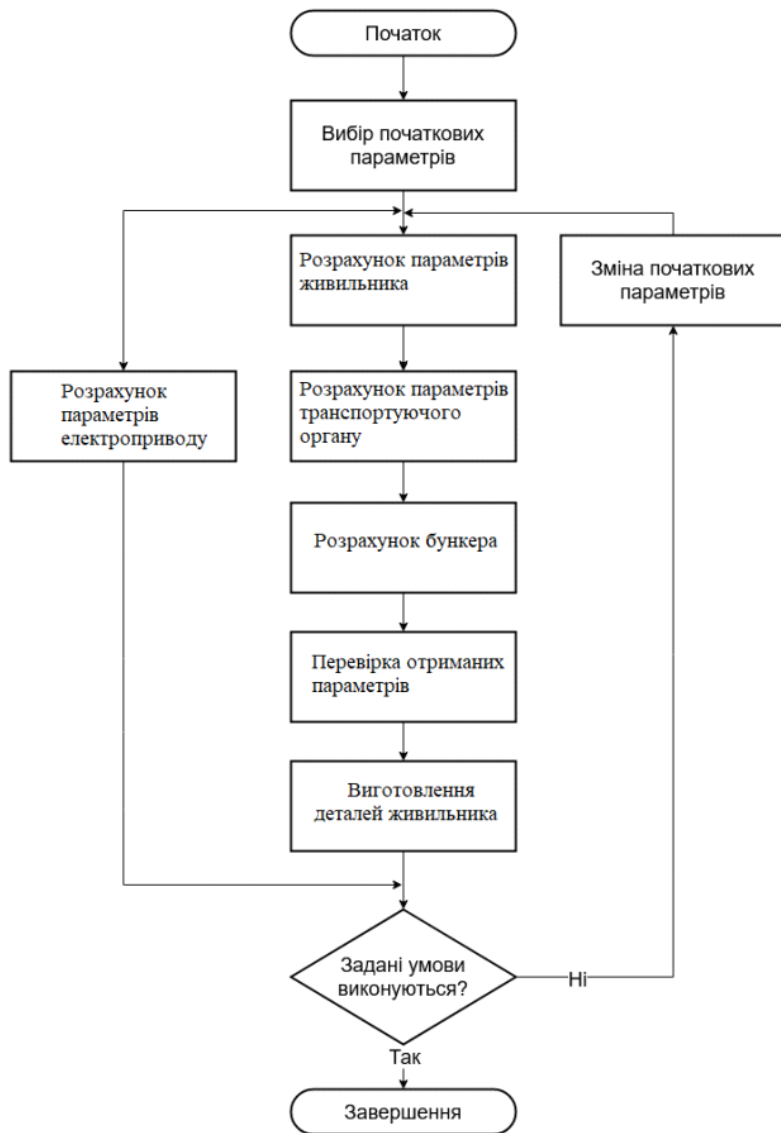 Початок
Вибір початкових
параметрів
Розрахунок параметрів
живильника
Зміна початкових
параметрів
Розрахунок
параметрів
електроприводу
Розрахунок параметрів
транспортуючого
органу
Розрахунок бункера
Перевірка отриманих
параметрів
Виготовлення
деталей живильника
Задані умови
виконуються?
Ні
Так
Завершення